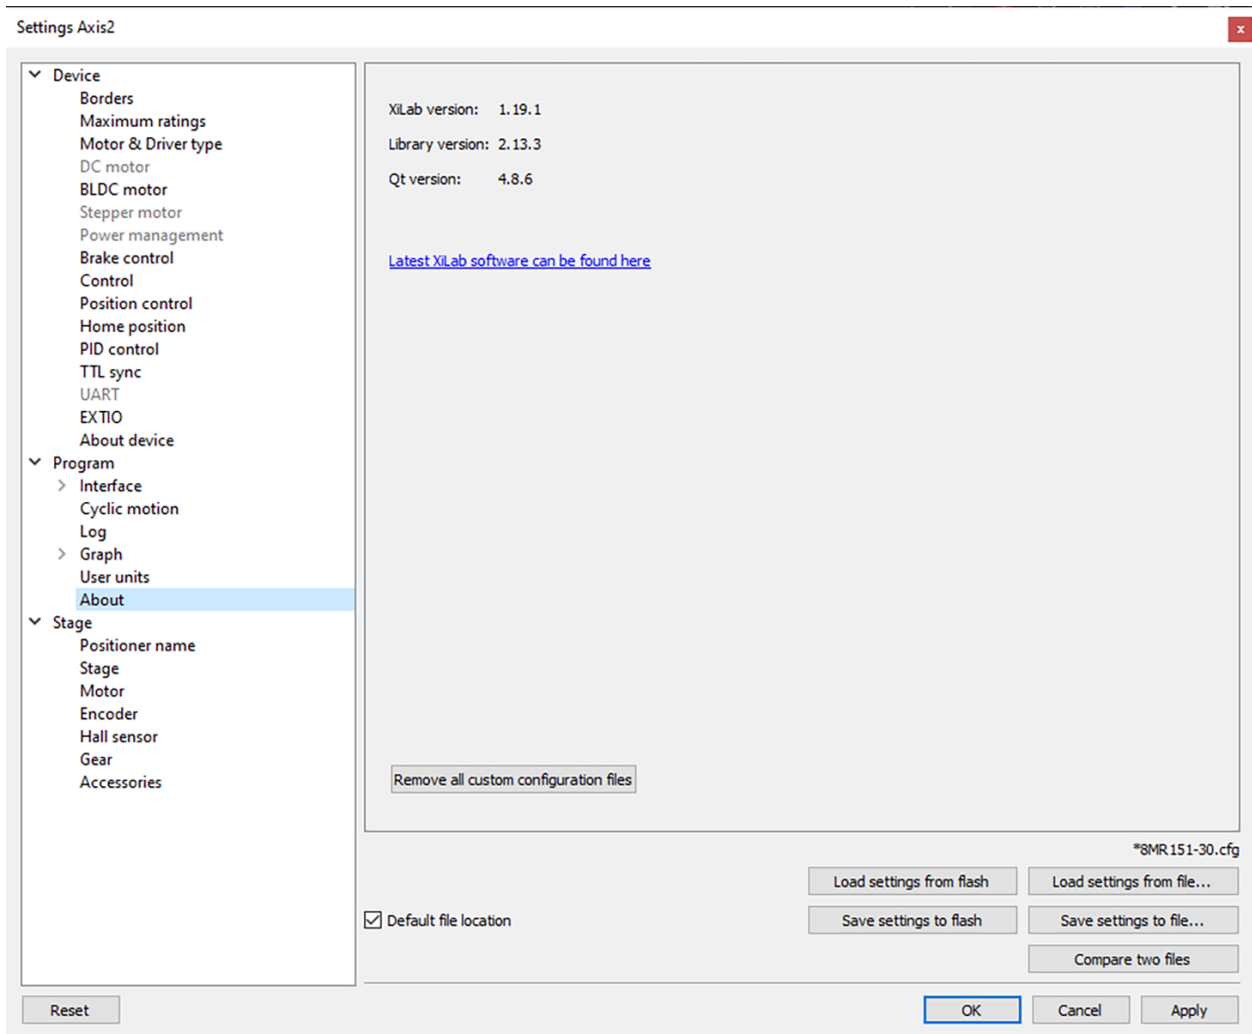 Settings Axis2
x
Device
Borders
Maximum ratings
Motor & Driver type
DC motor
BLDC motor
Stepper motor
Power management
Brake control
Control
Position control
Home position
PID control
TTL sync
UART
EXTIO
About device
Program
Interface
Cyclic motion
Log
Graph
User units
About
Stage
Positioner name
Stage
Motor
Encoder
Hall sensor
Gear
Accessories
XiLab version: 1.19.1
Library version: 2.13.3
Qt version: 4.8.6
Latest XiLab software can be found here
Remove all custom configuration files
*8MR151-30.cfg
Load settings from flash Load settings from file...
Default file location Save settings to flash Save settings to file...
Compare two files
Reset OK Cancel Apply